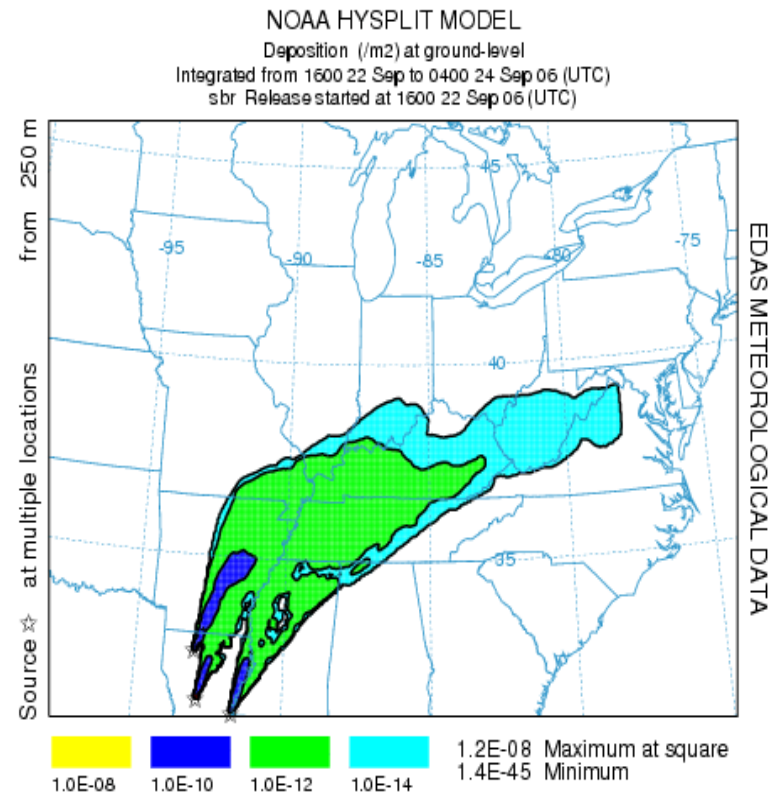 NOAA HYSPLIT MODEL
Deposition (/m2) at ground-level
Integrated from 1600 22 Sep to 0400 24 Sep 06 (UTC)
sbr Release started at 1600 22 Sep 06 (UTC)
Source ☆ at multiple locations from 250 m
45
-95
-90
-85
-80
-75
40
35
EDAS METEOROLOGICAL DATA
1.0E-08
1.0E-10
1.0E-12
1.0E-14
1.2E-08 Maximum at square
1.4E-45 Minimum